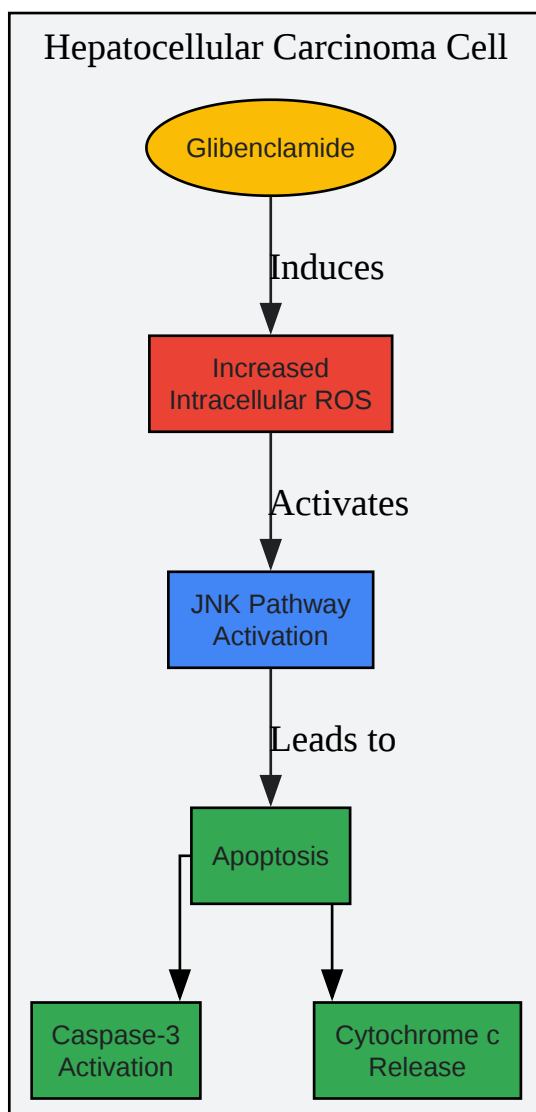 Hepatocellular Carcinoma Cell
Glibenclamide
Induces
Increased
Intracellular ROS
Activates
JNK Pathway
Activation
Leads to
Apoptosis
Caspase-3
Activation
Cytochrome c
Release